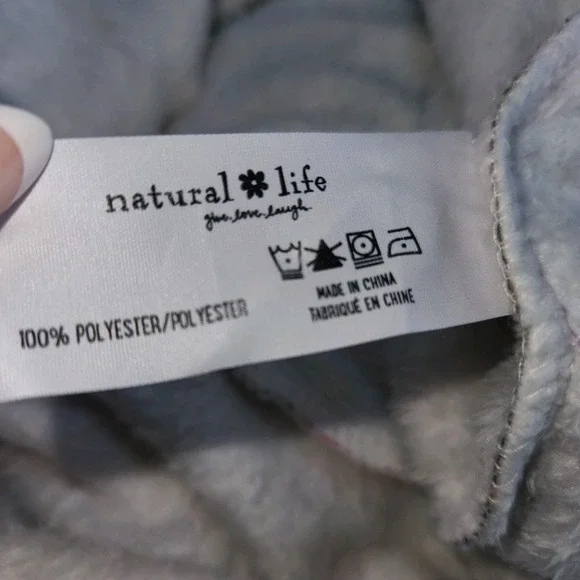 natural life
give. love. laugh.
MADE IN CHINA
FABRIQUÉ EN CHINE
100% POLYESTER/POLYESTER